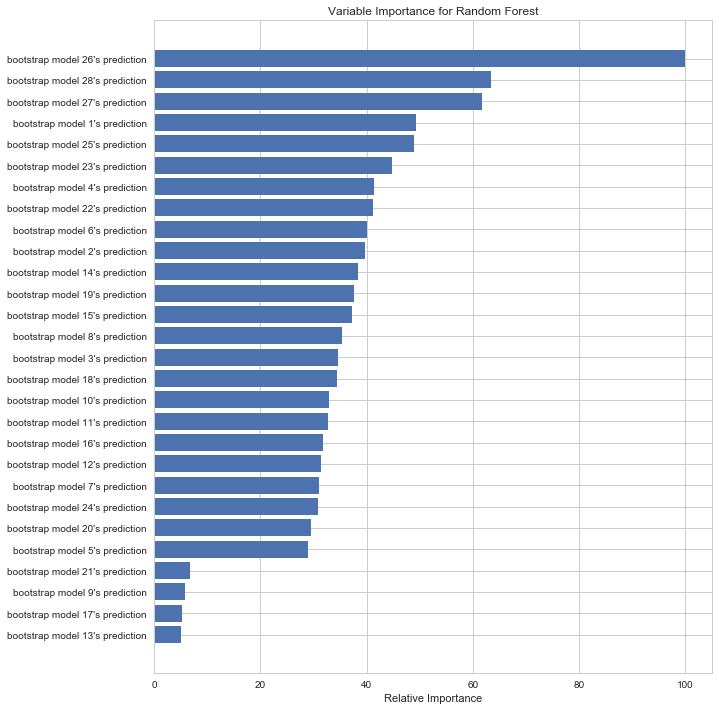 Variable Importance for Random Forest
bootstrap model 26's prediction
bootstrap model 28's prediction
bootstrap model 27's prediction
bootstrap model 1's prediction
bootstrap model 25's prediction
bootstrap model 23's prediction
bootstrap model 4's prediction
bootstrap model 22's prediction
bootstrap model 6's prediction
bootstrap model 2's prediction
bootstrap model 14's prediction
bootstrap model 19's prediction
bootstrap model 15's prediction
bootstrap model 8's prediction
bootstrap model 3's prediction
bootstrap model 18's prediction
bootstrap model 10's prediction
bootstrap model 11's prediction
bootstrap model 16's prediction
bootstrap model 12's prediction
bootstrap model 7's prediction
bootstrap model 24's prediction
bootstrap model 20's prediction
bootstrap model 5's prediction
bootstrap model 21's prediction
bootstrap model 9's prediction
bootstrap model 17's prediction
bootstrap model 13's prediction
0 20 40 60 80 100
Relative Importance